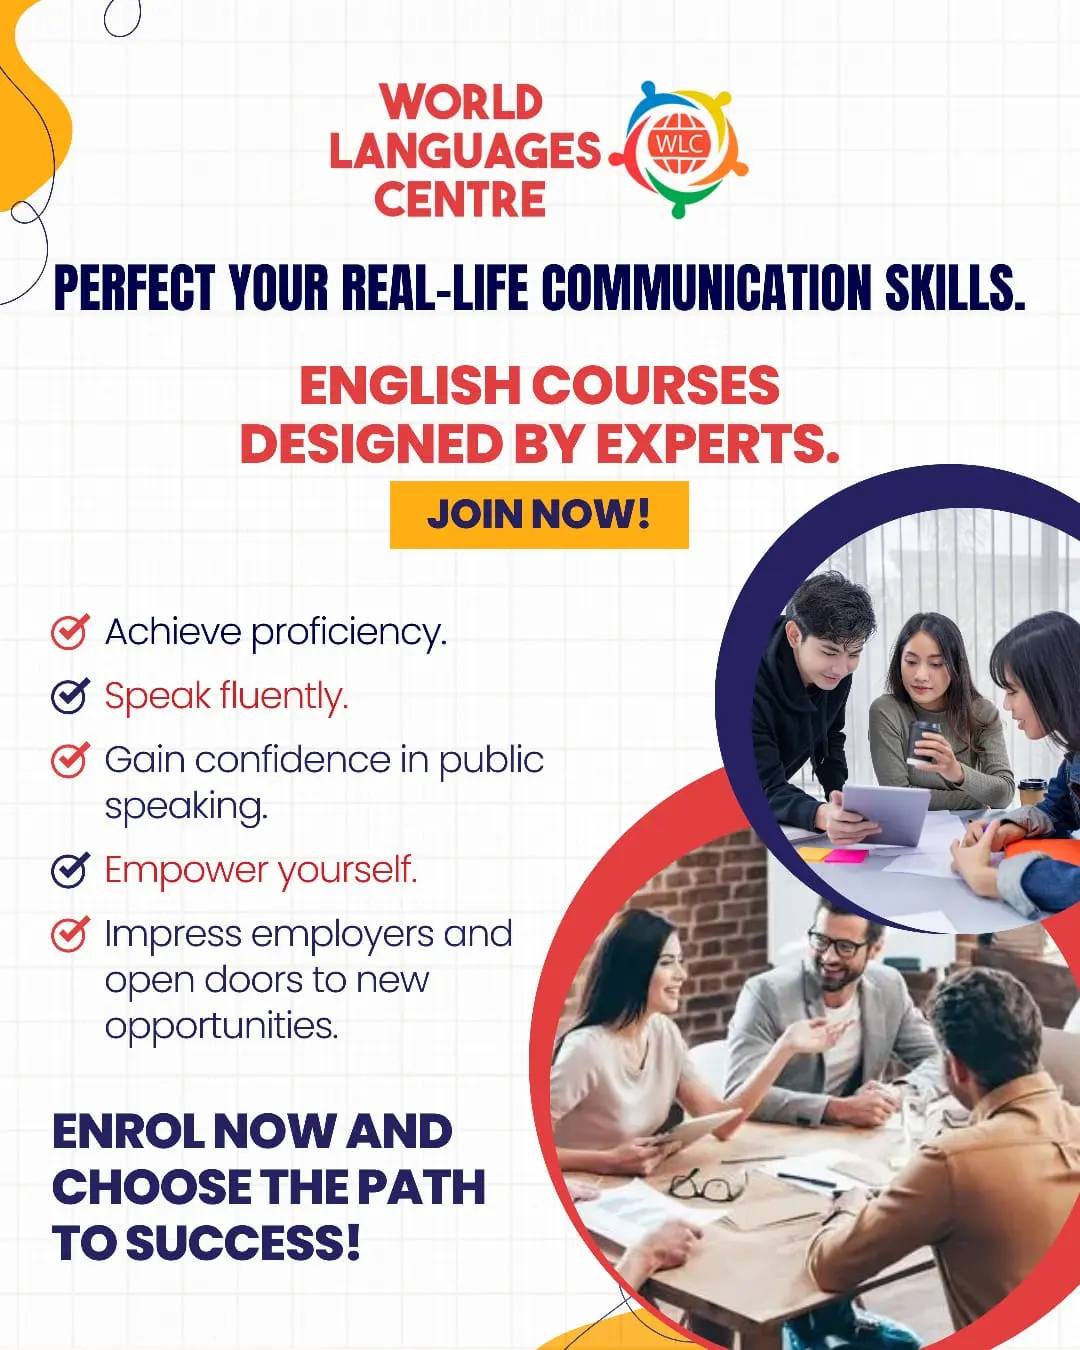 WORLD
LANGUAGES
CENTRE
WLC
PERFECT YOUR REAL-LIFE COMMUNICATION SKILLS.
ENGLISH COURSES
DESIGNED BY EXPERTS.
JOIN NOW!
Achieve proficiency.
Speak fluently.
Gain confidence in public
speaking.
Empower yourself.
Impress employers and
open doors to new
opportunities.
ENROL NOW AND
CHOOSE THE PATH
TO SUCCESS!